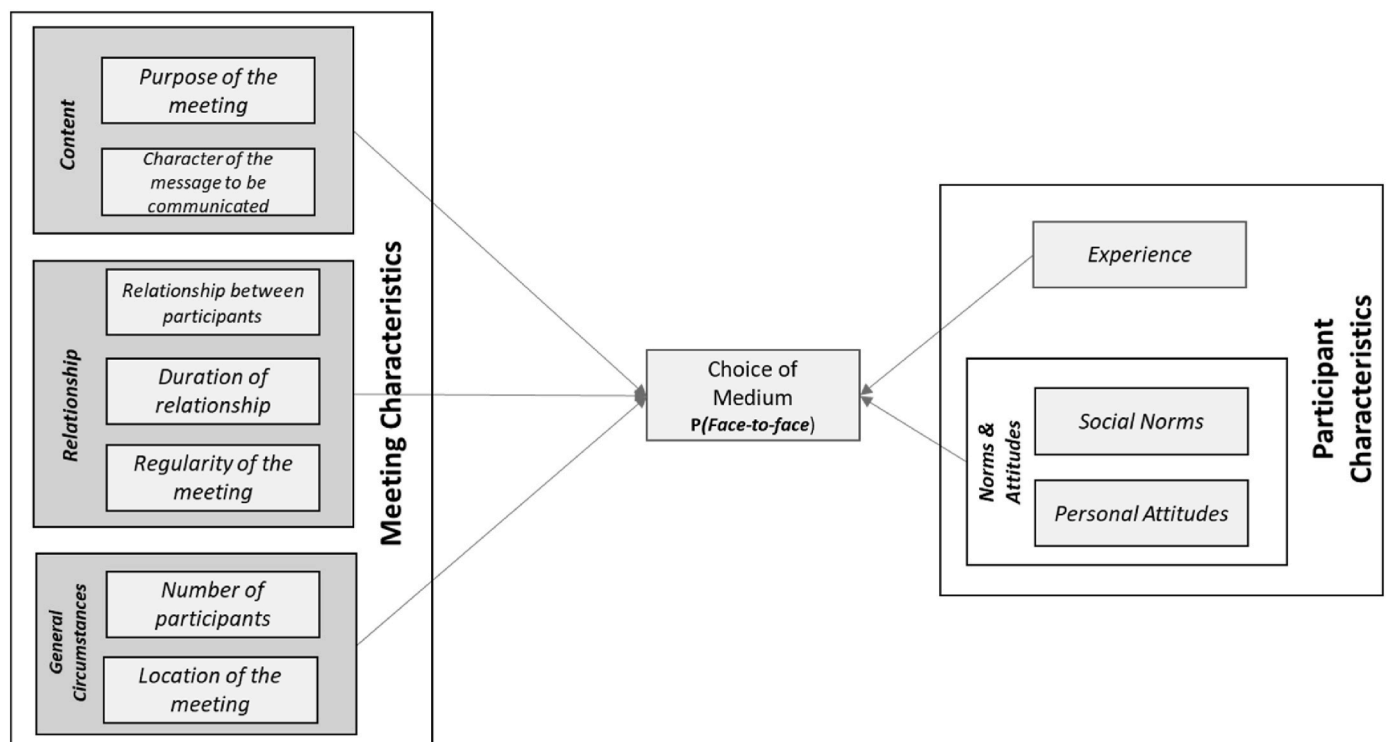 Content
Purpose of the
meeting
Character of the
message to be
communicated
Relationship
Relationship between
participants
Duration of
relationship
Regularity of the
meeting
General
Circumstances
Number of
participants
Location of the
meeting
Meeting Characteristics
Choice of
Medium
P(Face-to-face)
Experience
Norms &
Attitudes
Social Norms
Personal Attitudes
Participant
Characteristics